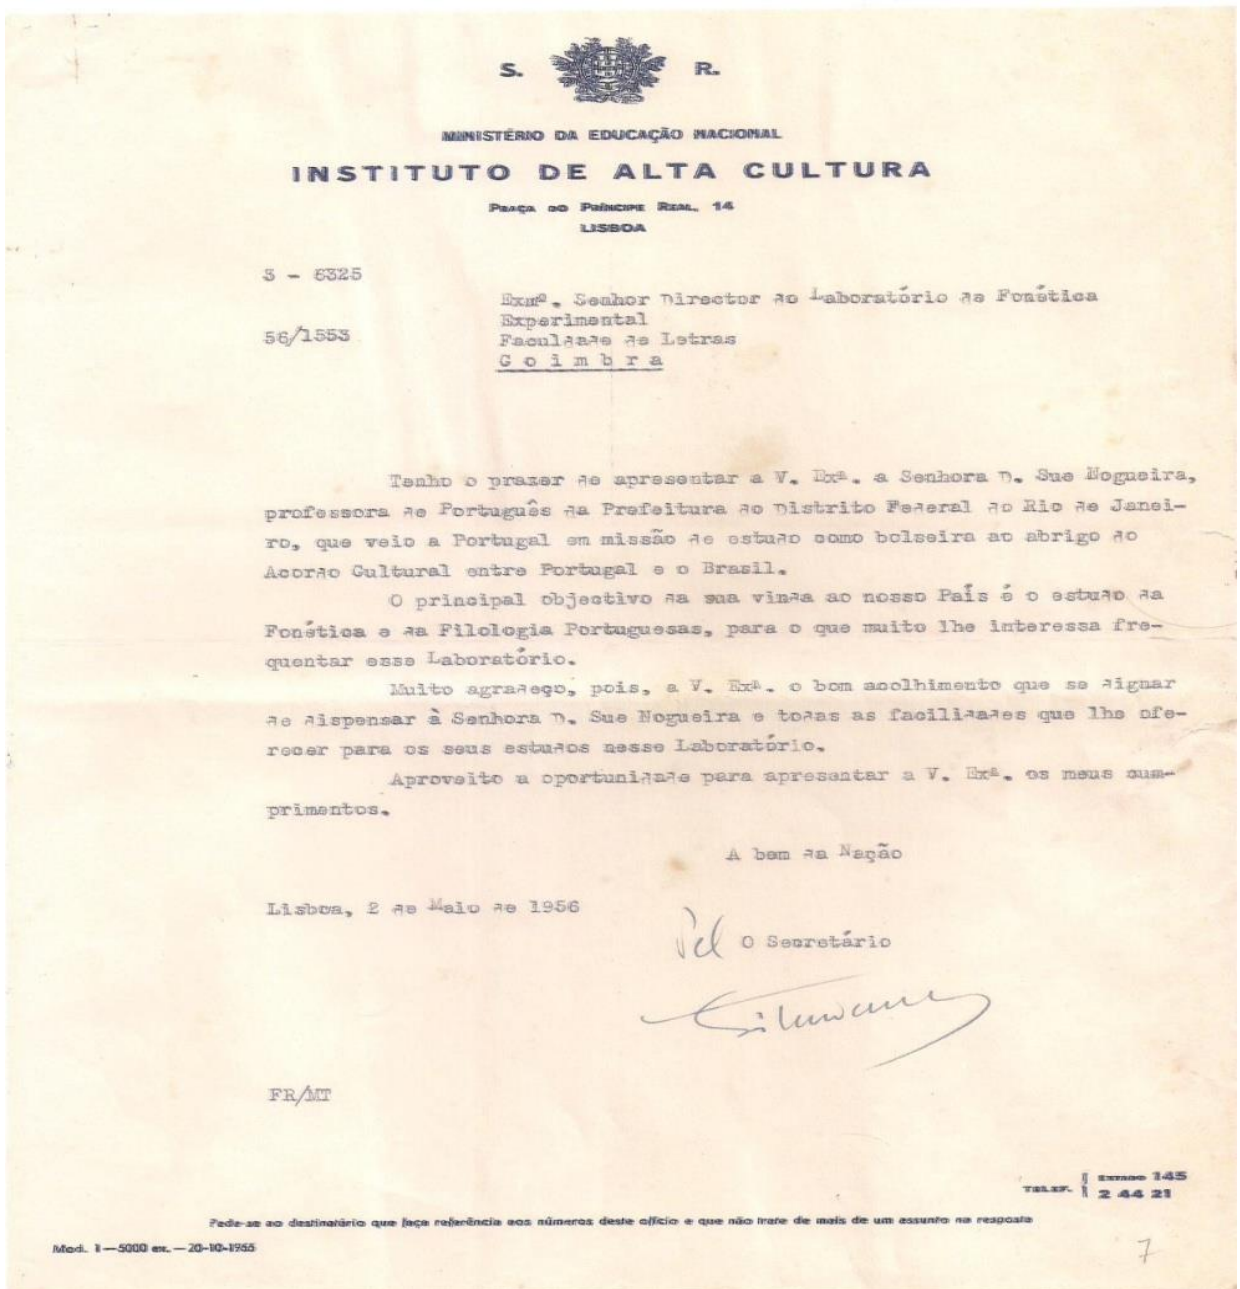 S. R.
MINISTÉRIO DA EDUCAÇÃO NACIONAL
INSTITUTO DE ALTA CULTURA
PRAÇA DO PRÍNCIPE REAL, 14
LISBOA
3 - 6325
Exmº. Senhor Director do Laboratório de Fonética
Experimental
56/1553
Faculdade de Letras
Coimbra
Tenho o prazer de apresentar a V. Exª. a Senhora D. Sue Nogueira,
professora de Português da Prefeitura do Distrito Federal do Rio de Janei-
ro, que veio a Portugal em missão de estudo como bolseira ao abrigo do
Acordo Cultural entre Portugal e o Brasil.
O principal objectivo da sua vinda ao nosso País é o estudo da
Fonética e da Filologia Portuguesas, para o que muito lhe interessa fre-
quentar esse Laboratório.
Muito agradeço, pois, a V. Exª. o bom acolhimento que se dignar
de dispensar à Senhora D. Sue Nogueira e todas as facilidades que lhe ofe-
recer para os seus estudos nesse Laboratório.
Aproveito a oportunidade para apresentar a V. Exª. os meus cum-
primentos.
A bem da Nação
Lisboa, 2 de Maio de 1956
Pel O Secretário
FR/MT
TELEF. ESTADO 145
2 44 21
Pede-se ao destinatário que faça referência aos números deste ofício e que não trate de mais de um assunto na resposta
Mod. 1 — 5000 ex. — 20-10-1955
7